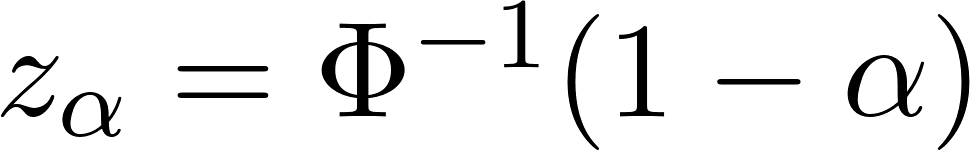 z_α = Φ⁻¹(1 − α)